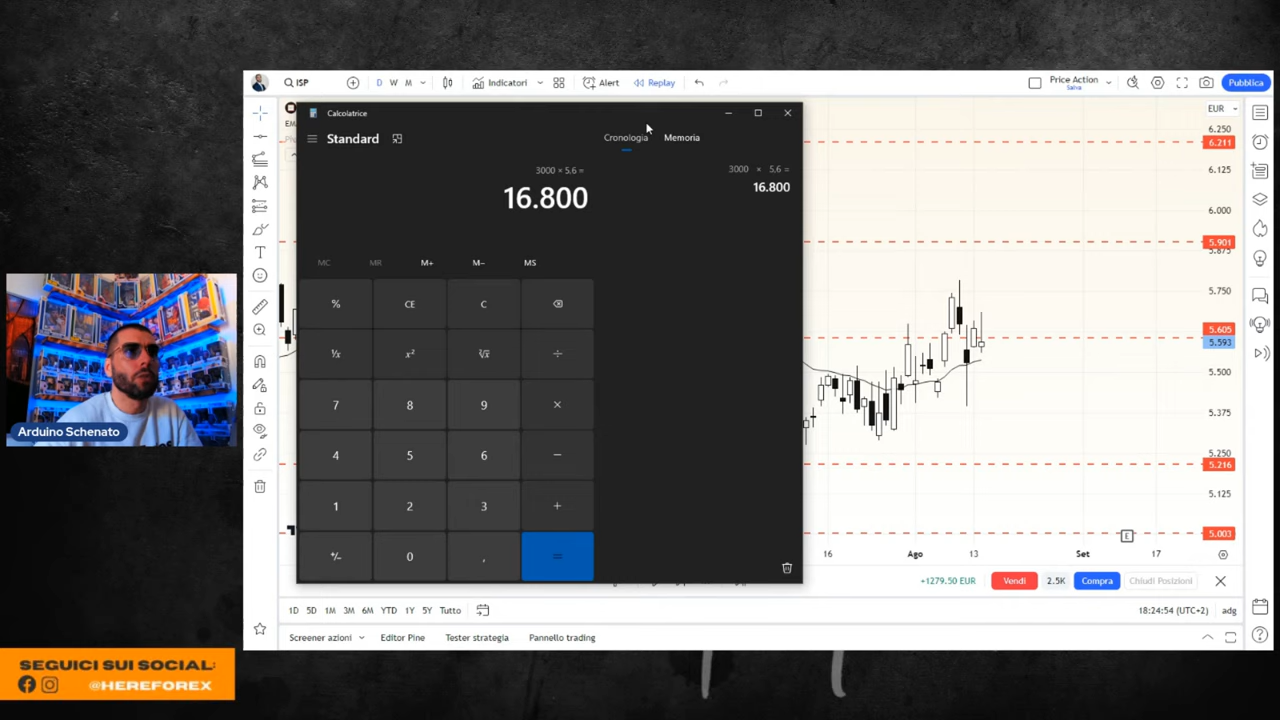 ISP
D W M
Indicatori
Alert
Replay
Price Action
Salva
Pubblica
EUR
Calcolatrice
Standard
Cronologia
Memoria
3000 × 5,6 =
16.800
3000 × 5,6 =
16.800
MC MR M+ M− MS
% CE C
⅟x x² ²√x ÷
7 8 9 ×
4 5 6 −
1 2 3 +
+/− 0 , =
6.250
6.211
6.125
6.000
5.901
5.875
5.750
5.605
5.593
5.500
5.375
5.250
5.216
5.125
5.003
E
16 Ago 13 Set 17
+1279.50 EUR
Vendi
2.5K
Compra
Chiudi Posizioni
1D 5D 1M 3M 6M YTD 1Y 5Y Tutto
18:24:54 (UTC+2)
adg
Screener azioni
Editor Pine
Tester strategia
Pannello trading
Arduino Schenato
SEGUICI SUI SOCIAL:
@HEREFOREX